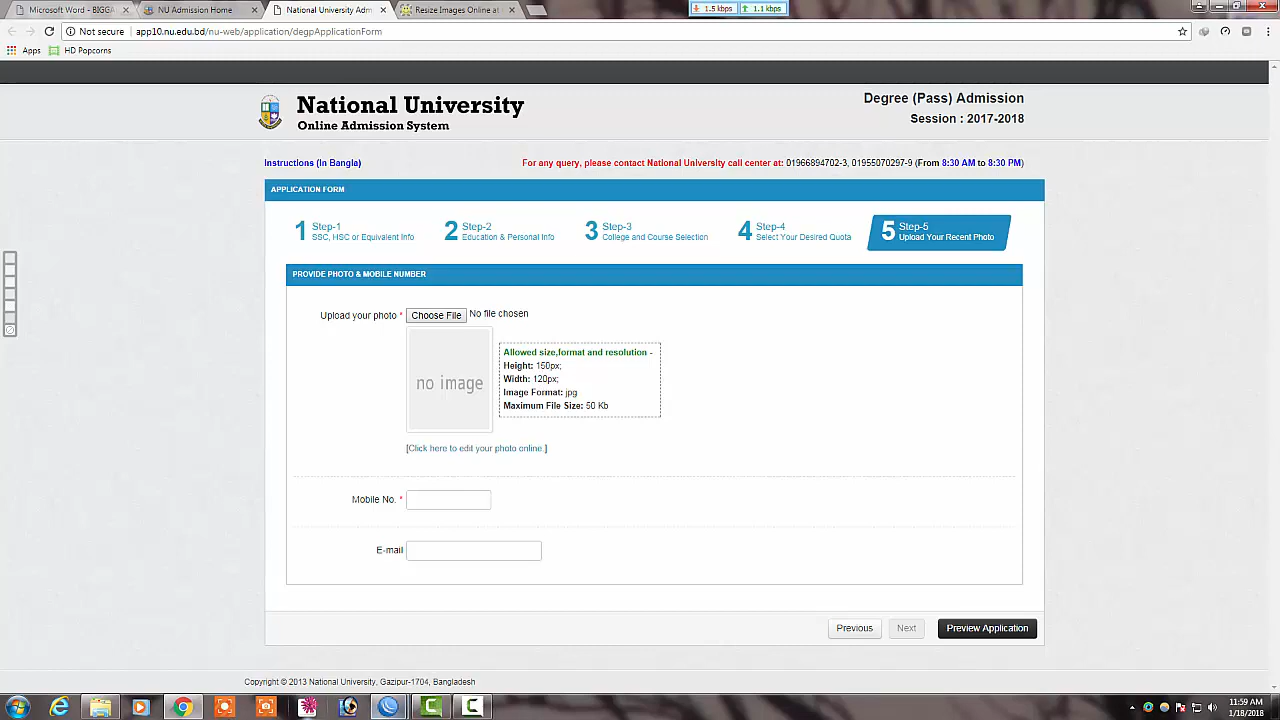 Microsoft Word - BIGGA
NU Admission Home
National University Adm
Resize Images Online at
1.5 kbps
1.1 kbps
Not secure
app10.nu.edu.bd/nu-web/application/degpApplicationForm
Apps
HD Popcorns
National University
Online Admission System
Degree (Pass) Admission
Session : 2017-2018
Instructions (In Bangla)
For any query, please contact National University call center at: 01966894702-3, 01955070297-9 (From 8:30 AM to 8:30 PM)
APPLICATION FORM
1 Step-1
SSC, HSC or Equivalent Info
2 Step-2
Education & Personal Info
3 Step-3
College and Course Selection
4 Step-4
Select Your Desired Quota
5 Step-5
Upload Your Recent Photo
PROVIDE PHOTO & MOBILE NUMBER
Upload your photo * Choose File No file chosen
no image
Allowed size,format and resolution -
Height: 150px;
Width: 120px;
Image Format: jpg
Maximum File Size: 50 Kb
[Click here to edit your photo online.]
Mobile No. *
E-mail
Previous
Next
Preview Application
Copyright © 2013 National University, Gazipur-1704, Bangladesh
11:59 AM
1/18/2018